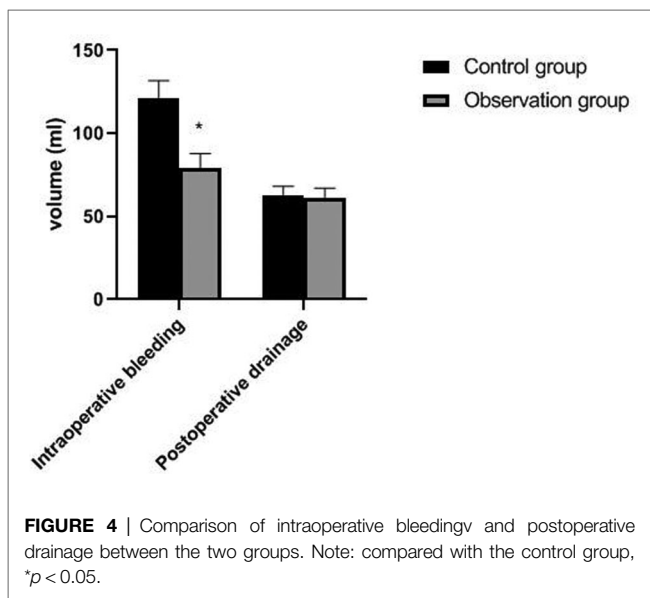 150
100
50
0
volume (ml)
*
Control group
Observation group
Intraoperative bleeding
Postoperative drainage
FIGURE 4 | Comparison of intraoperative bleedingv and postoperative
drainage between the two groups. Note: compared with the control group,
*p < 0.05.